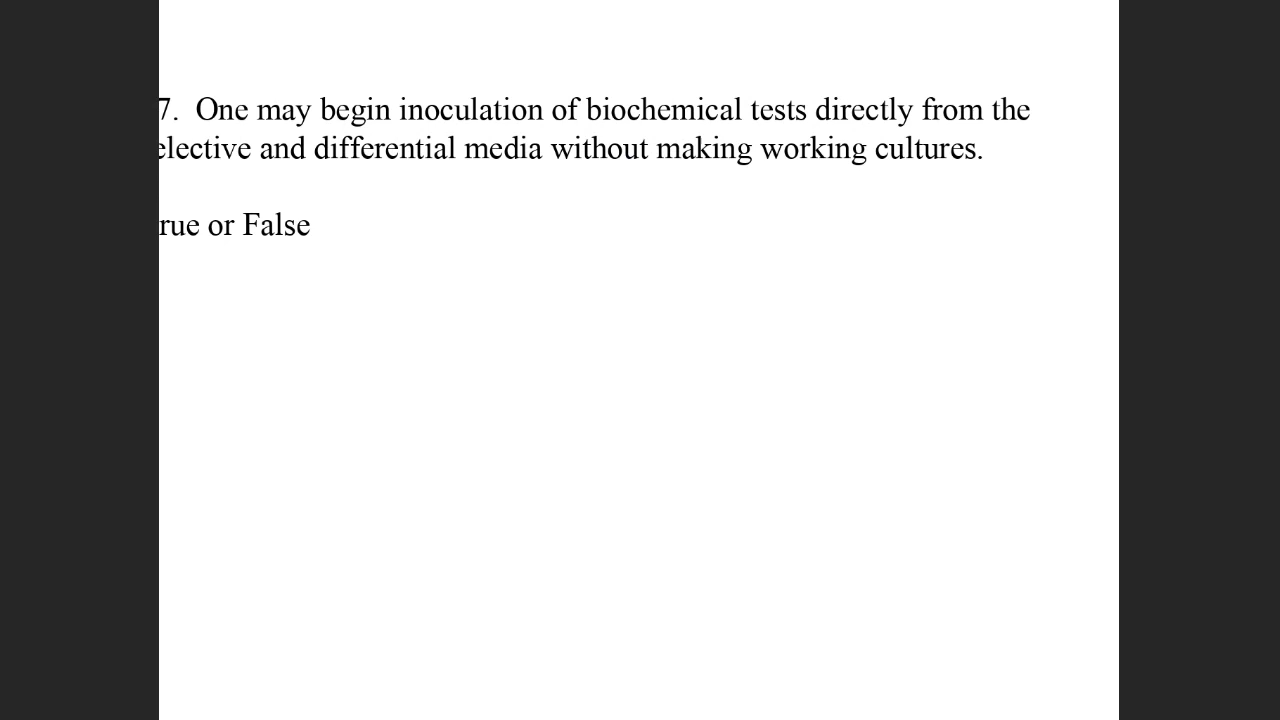 7. One may begin inoculation of biochemical tests directly from the
elective and differential media without making working cultures.
rue or False